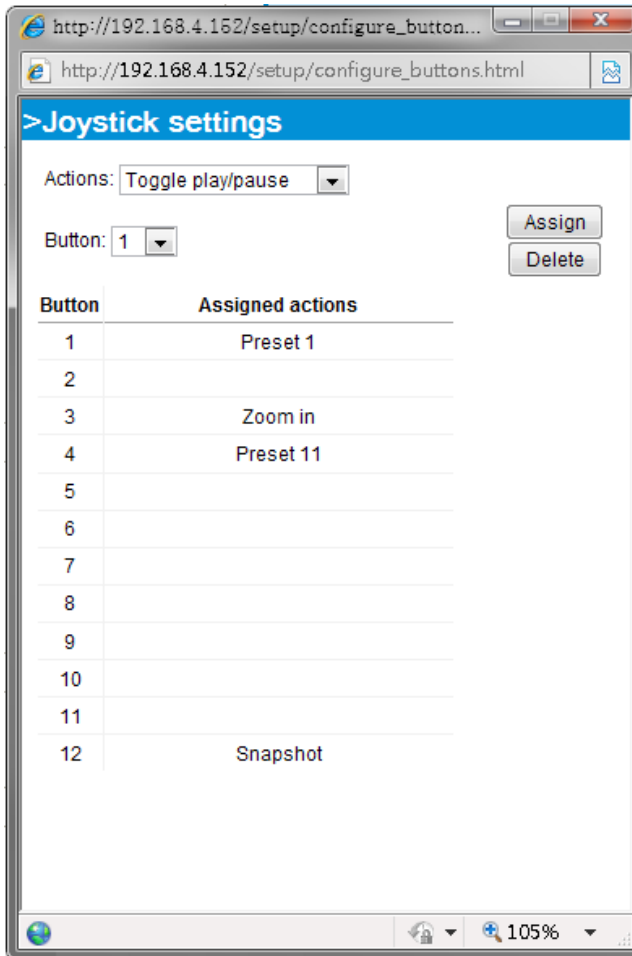 http://192.168.4.152/setup/configure_button...
http://192.168.4.152/setup/configure_buttons.html
>Joystick settings
Actions: Toggle play/pause
Button: 1
Assign
Delete
Button Assigned actions
1 Preset 1
2
3 Zoom in
4 Preset 11
5
6
7
8
9
10
11
12 Snapshot
105%